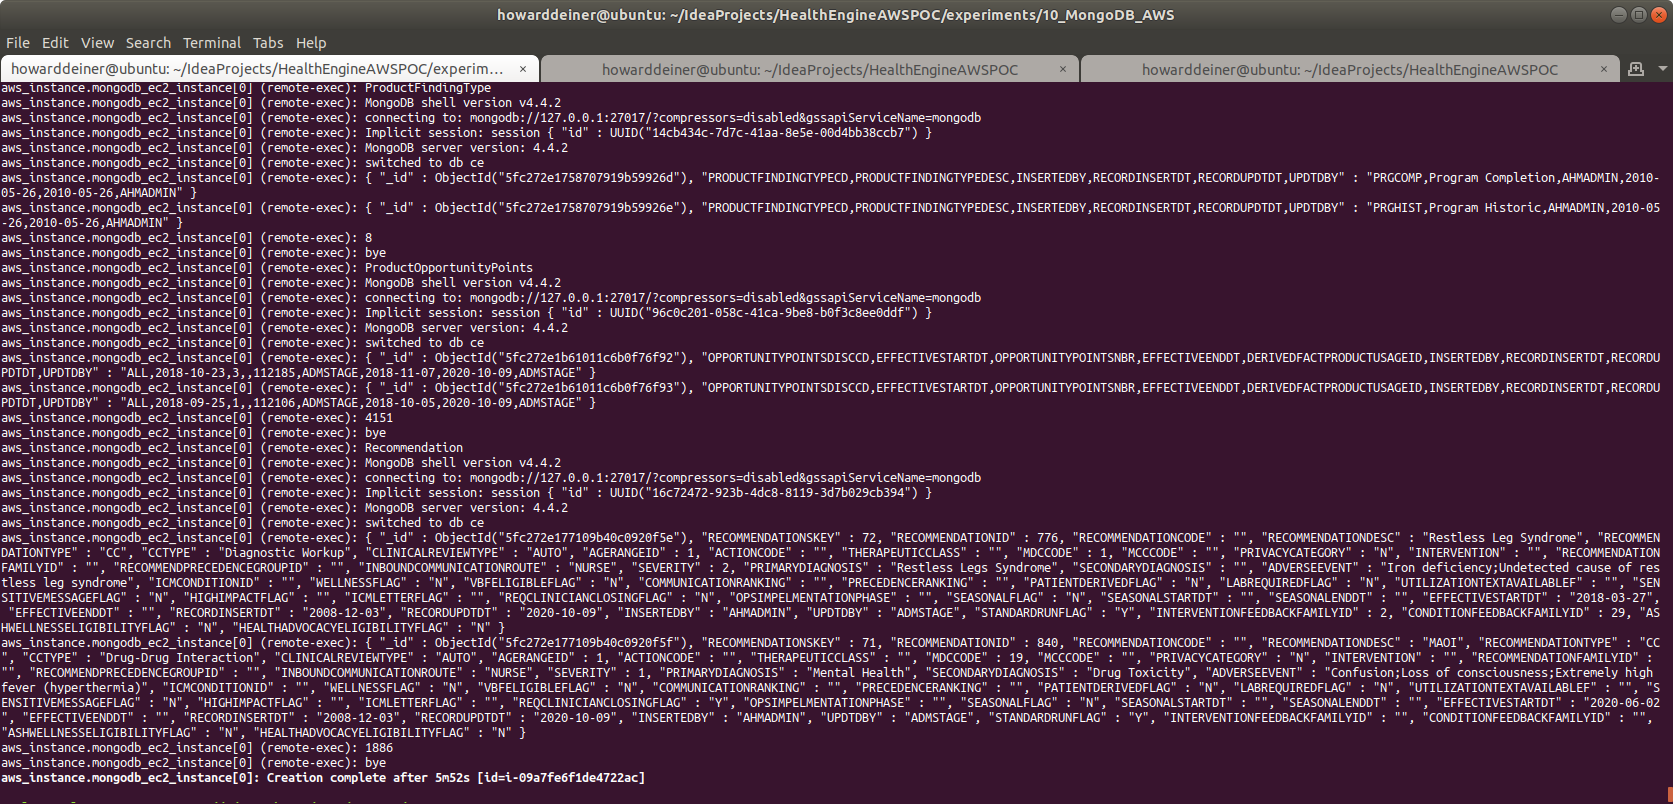 howarddeiner@ubuntu: ~/IdeaProjects/HealthEngineAWSPOC/experiments/10_MongoDB_AWS
File Edit View Search Terminal Tabs Help
howarddeiner@ubuntu: ~/IdeaProjects/HealthEngineAWSPOC/experim... × howarddeiner@ubuntu: ~/IdeaProjects/HealthEngineAWSPOC × howarddeiner@ubuntu: ~/IdeaProjects/HealthEngineAWSPOC ×
aws_instance.mongodb_ec2_instance[0] (remote-exec): ProductFindingType
aws_instance.mongodb_ec2_instance[0] (remote-exec): MongoDB shell version v4.4.2
aws_instance.mongodb_ec2_instance[0] (remote-exec): connecting to: mongodb://127.0.0.1:27017/?compressors=disabled&gssapiServiceName=mongodb
aws_instance.mongodb_ec2_instance[0] (remote-exec): Implicit session: session { "id" : UUID("14cb434c-7d7c-41aa-8e5e-00d4bb38ccb7") }
aws_instance.mongodb_ec2_instance[0] (remote-exec): MongoDB server version: 4.4.2
aws_instance.mongodb_ec2_instance[0] (remote-exec): switched to db ce
aws_instance.mongodb_ec2_instance[0] (remote-exec): { "_id" : ObjectId("5fc272e1758707919b59926d"), "PRODUCTFINDINGTYPECD,PRODUCTFINDINGTYPEDESC,INSERTEDBY,RECORDINSERTDT,RECORDUPDTDT,UPDTDBY" : "PRGCOMP,Program Completion,AHMADMIN,2010-
05-26,2010-05-26,AHMADMIN" }
aws_instance.mongodb_ec2_instance[0] (remote-exec): { "_id" : ObjectId("5fc272e1758707919b59926e"), "PRODUCTFINDINGTYPECD,PRODUCTFINDINGTYPEDESC,INSERTEDBY,RECORDINSERTDT,RECORDUPDTDT,UPDTDBY" : "PRGHIST,Program Historic,AHMADMIN,2010-05
-26,2010-05-26,AHMADMIN" }
aws_instance.mongodb_ec2_instance[0] (remote-exec): 8
aws_instance.mongodb_ec2_instance[0] (remote-exec): bye
aws_instance.mongodb_ec2_instance[0] (remote-exec): ProductOpportunityPoints
aws_instance.mongodb_ec2_instance[0] (remote-exec): MongoDB shell version v4.4.2
aws_instance.mongodb_ec2_instance[0] (remote-exec): connecting to: mongodb://127.0.0.1:27017/?compressors=disabled&gssapiServiceName=mongodb
aws_instance.mongodb_ec2_instance[0] (remote-exec): Implicit session: session { "id" : UUID("96c0c201-058c-41ca-9be8-b0f3c8ee0ddf") }
aws_instance.mongodb_ec2_instance[0] (remote-exec): MongoDB server version: 4.4.2
aws_instance.mongodb_ec2_instance[0] (remote-exec): switched to db ce
aws_instance.mongodb_ec2_instance[0] (remote-exec): { "_id" : ObjectId("5fc272e1b61011c6b0f76f92"), "OPPORTUNITYPOINTSDISCCD,EFFECTIVESTARTDT,OPPORTUNITYPOINTSNBR,EFFECTIVEENDDT,DERIVEDFACTPRODUCTUSAGEID,INSERTEDBY,RECORDINSERTDT,RECORDU
PDTDT,UPDTDBY" : "ALL,2018-10-23,3,,112185,ADMSTAGE,2018-11-07,2020-10-09,ADMSTAGE" }
aws_instance.mongodb_ec2_instance[0] (remote-exec): { "_id" : ObjectId("5fc272e1b61011c6b0f76f93"), "OPPORTUNITYPOINTSDISCCD,EFFECTIVESTARTDT,OPPORTUNITYPOINTSNBR,EFFECTIVEENDDT,DERIVEDFACTPRODUCTUSAGEID,INSERTEDBY,RECORDINSERTDT,RECORDU
PDTDT,UPDTDBY" : "ALL,2018-09-25,1,,112106,ADMSTAGE,2018-10-05,2020-10-09,ADMSTAGE" }
aws_instance.mongodb_ec2_instance[0] (remote-exec): 4151
aws_instance.mongodb_ec2_instance[0] (remote-exec): bye
aws_instance.mongodb_ec2_instance[0] (remote-exec): Recommendation
aws_instance.mongodb_ec2_instance[0] (remote-exec): MongoDB shell version v4.4.2
aws_instance.mongodb_ec2_instance[0] (remote-exec): connecting to: mongodb://127.0.0.1:27017/?compressors=disabled&gssapiServiceName=mongodb
aws_instance.mongodb_ec2_instance[0] (remote-exec): Implicit session: session { "id" : UUID("16c72472-923b-4dc8-8119-3d7b029cb394") }
aws_instance.mongodb_ec2_instance[0] (remote-exec): MongoDB server version: 4.4.2
aws_instance.mongodb_ec2_instance[0] (remote-exec): switched to db ce
aws_instance.mongodb_ec2_instance[0] (remote-exec): { "_id" : ObjectId("5fc272e177109b40c0920f5e"), "RECOMMENDATIONSKEY" : 72, "RECOMMENDATIONID" : 776, "RECOMMENDATIONCODE" : "", "RECOMMENDATIONDESC" : "Restless Leg Syndrome", "RECOMMEN
DATIONTYPE" : "CC", "CCTYPE" : "Diagnostic Workup", "CLINICALREVIEWTYPE" : "AUTO", "AGERANGEID" : 1, "ACTIONCODE" : "", "THERAPEUTICCLASS" : "", "MDCCODE" : 1, "MCCCODE" : "", "PRIVACYCATEGORY" : "N", "INTERVENTION" : "", "RECOMMENDATION
FAMILYID" : "", "RECOMMENDPRECEDENCEGROUPID" : "", "INBOUNDCOMMUNICATIONROUTE" : "NURSE", "SEVERITY" : 2, "PRIMARYDIAGNOSIS" : "Restless Legs Syndrome", "SECONDARYDIAGNOSIS" : "", "ADVERSEEVENT" : "Iron deficiency;Undetected cause of res
tless leg syndrome", "ICMCONDITIONID" : "", "WELLNESSFLAG" : "N", "VBFELIGIBLEFLAG" : "N", "COMMUNICATIONRANKING" : "", "PRECEDENCERANKING" : "", "PATIENTDERIVEDFLAG" : "N", "LABREQUIREDFLAG" : "N", "UTILIZATIONTEXTAVAILABLEF" : "", "SEN
SITIVEMESSAGEFLAG" : "N", "HIGHIMPACTFLAG" : "", "ICMLETTERFLAG" : "", "REQCLINICIANCLOSINGFLAG" : "N", "OPSIMPELMENTATIONPHASE" : "", "SEASONALFLAG" : "N", "SEASONALSTARTDT" : "", "SEASONALENDDT" : "", "EFFECTIVESTARTDT" : "2018-03-27",
"EFFECTIVEENDDT" : "", "RECORDINSERTDT" : "2008-12-03", "RECORDUPDTDT" : "2020-10-09", "INSERTEDBY" : "AHMADMIN", "UPDTDBY" : "ADMSTAGE", "STANDARDRUNFLAG" : "Y", "INTERVENTIONFEEDBACKFAMILYID" : 2, "CONDITIONFEEDBACKFAMILYID" : 29, "AS
HWELLNESSELIGIBILITYFLAG" : "N", "HEALTHADVOCACYELIGIBILITYFLAG" : "N" }
aws_instance.mongodb_ec2_instance[0] (remote-exec): { "_id" : ObjectId("5fc272e177109b40c0920f5f"), "RECOMMENDATIONSKEY" : 71, "RECOMMENDATIONID" : 840, "RECOMMENDATIONCODE" : "", "RECOMMENDATIONDESC" : "MAOI", "RECOMMENDATIONTYPE" : "CC
", "CCTYPE" : "Drug-Drug Interaction", "CLINICALREVIEWTYPE" : "AUTO", "AGERANGEID" : 1, "ACTIONCODE" : "", "THERAPEUTICCLASS" : "", "MDCCODE" : 19, "MCCCODE" : "", "PRIVACYCATEGORY" : "N", "INTERVENTION" : "", "RECOMMENDATIONFAMILYID" :
"", "RECOMMENDPRECEDENCEGROUPID" : "", "INBOUNDCOMMUNICATIONROUTE" : "NURSE", "SEVERITY" : 1, "PRIMARYDIAGNOSIS" : "Mental Health", "SECONDARYDIAGNOSIS" : "Drug Toxicity", "ADVERSEEVENT" : "Confusion;Loss of consciousness;Extremely high
fever (hyperthermia)", "ICMCONDITIONID" : "", "WELLNESSFLAG" : "N", "VBFELIGIBLEFLAG" : "N", "COMMUNICATIONRANKING" : "", "PRECEDENCERANKING" : "", "PATIENTDERIVEDFLAG" : "N", "LABREQUIREDFLAG" : "N", "UTILIZATIONTEXTAVAILABLEF" : "", "S
ENSITIVEMESSAGEFLAG" : "N", "HIGHIMPACTFLAG" : "", "ICMLETTERFLAG" : "", "REQCLINICIANCLOSINGFLAG" : "Y", "OPSIMPELMENTATIONPHASE" : "", "SEASONALFLAG" : "N", "SEASONALSTARTDT" : "", "SEASONALENDDT" : "", "EFFECTIVESTARTDT" : "2020-06-02
", "EFFECTIVEENDDT" : "", "RECORDINSERTDT" : "2008-12-03", "RECORDUPDTDT" : "2020-10-09", "INSERTEDBY" : "AHMADMIN", "UPDTDBY" : "ADMSTAGE", "STANDARDRUNFLAG" : "Y", "INTERVENTIONFEEDBACKFAMILYID" : "", "CONDITIONFEEDBACKFAMILYID" : "",
"ASHWELLNESSELIGIBILITYFLAG" : "N", "HEALTHADVOCACYELIGIBILITYFLAG" : "N" }
aws_instance.mongodb_ec2_instance[0] (remote-exec): 1886
aws_instance.mongodb_ec2_instance[0] (remote-exec): bye
aws_instance.mongodb_ec2_instance[0]: Creation complete after 5m52s [id=i-09a7fe6f1de4722ac]